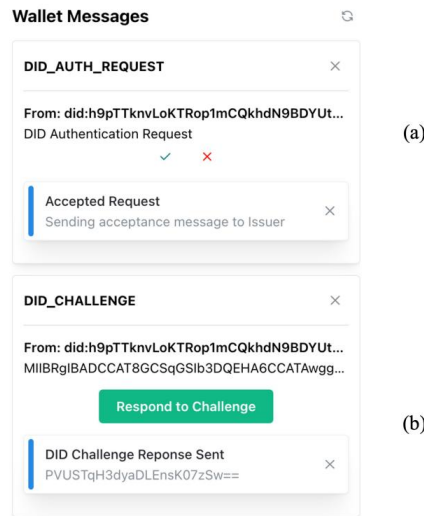 Wallet Messages
DID_AUTH_REQUEST
From: did:h9pTTknvLoKTRop1mCQkhdN9BDYUt...
DID Authentication Request
(a)
Accepted Request
Sending acceptance message to Issuer
DID_CHALLENGE
From: did:h9pTTknvLoKTRop1mCQkhdN9BDYUt...
MIIBRgIBADCCAT8GCSqGSIb3DQEHA6CCATAwgg...
Respond to Challenge
(b)
DID Challenge Reponse Sent
PVUSTqH3dyaDLEnsK07zSw==